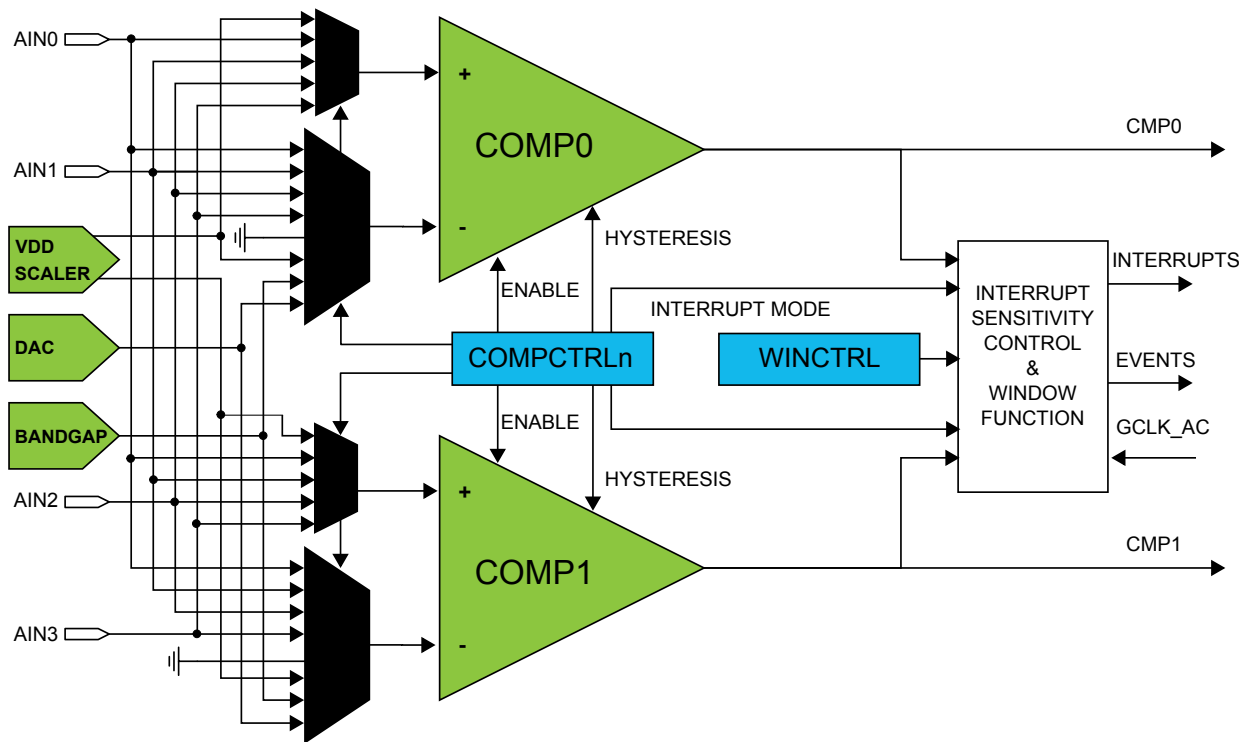 AIN0
+
COMP0
-
CMP0
AIN1
VDD
SCALER
HYSTERESIS
ENABLE
INTERRUPT MODE
INTERRUPTS
INTERRUPT
SENSITIVITY
CONTROL
&
WINDOW
FUNCTION
DAC
COMPCTRLn
WINCTRL
EVENTS
BANDGAP
ENABLE
GCLK_AC
HYSTERESIS
AIN2
+
COMP1
-
CMP1
AIN3